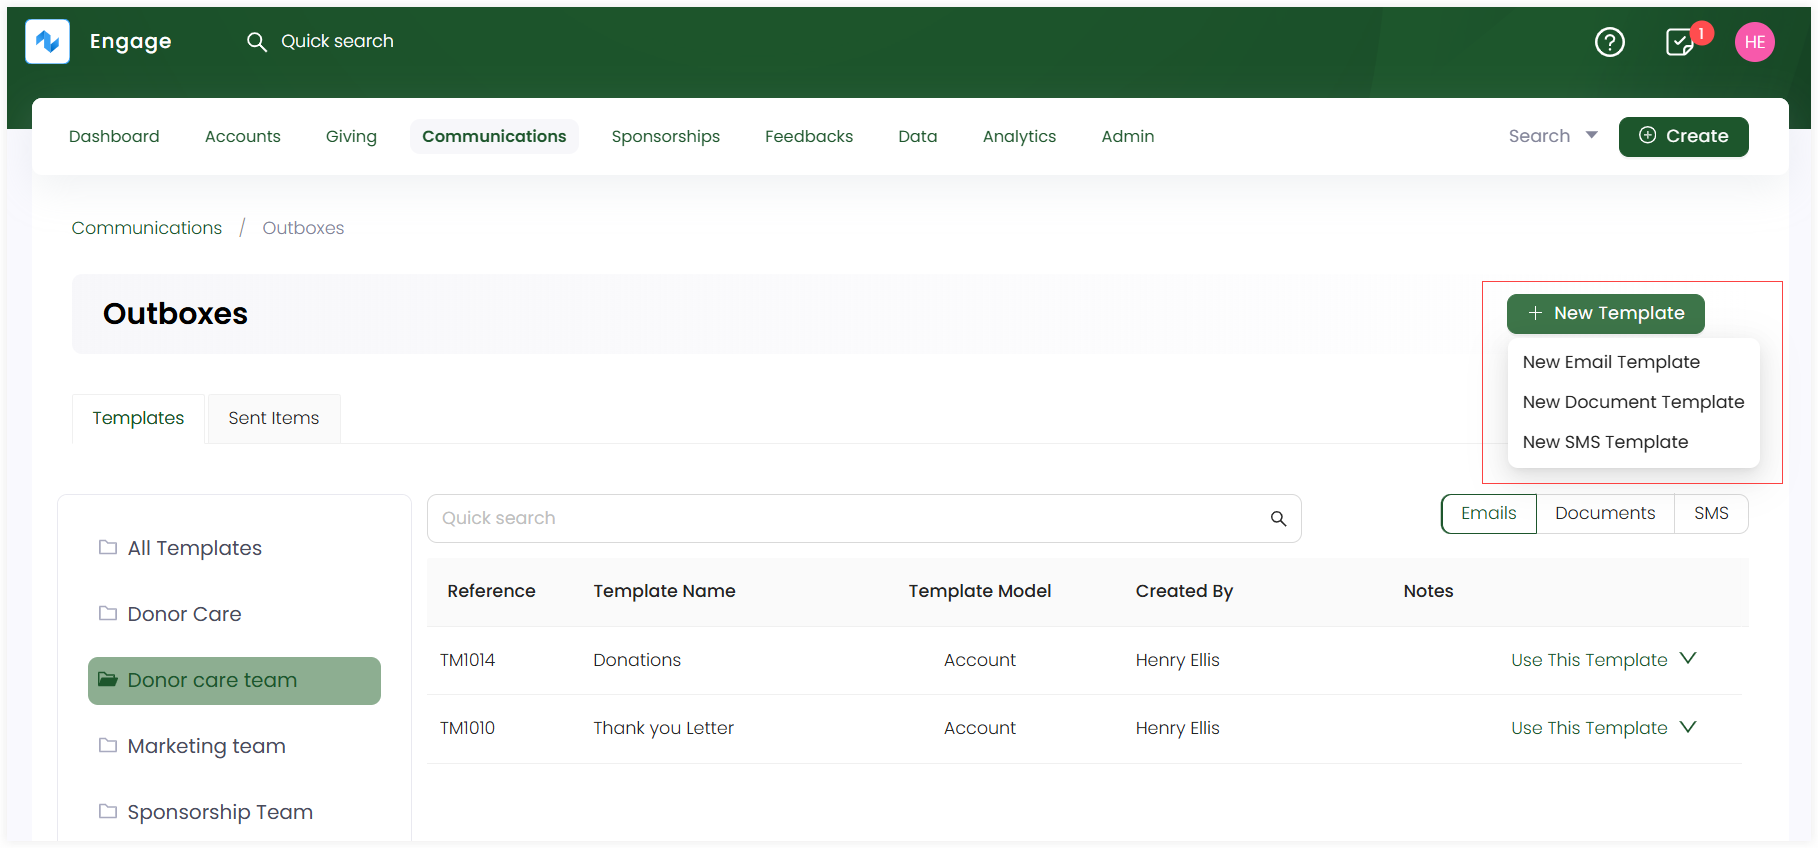 Engage
Quick search
1
HE
Dashboard Accounts Giving Communications Sponsorships Feedbacks Data Analytics Admin
Search
Create
Communications / Outboxes
Outboxes
New Template
New Email Template
New Document Template
New SMS Template
Templates Sent Items
All Templates
Donor Care
Donor care team
Marketing team
Sponsorship Team
Quick search
Emails Documents SMS
Reference Template Name Template Model Created By Notes
TM1014 Donations Account Henry Ellis Use This Template
TM1010 Thank you Letter Account Henry Ellis Use This Template